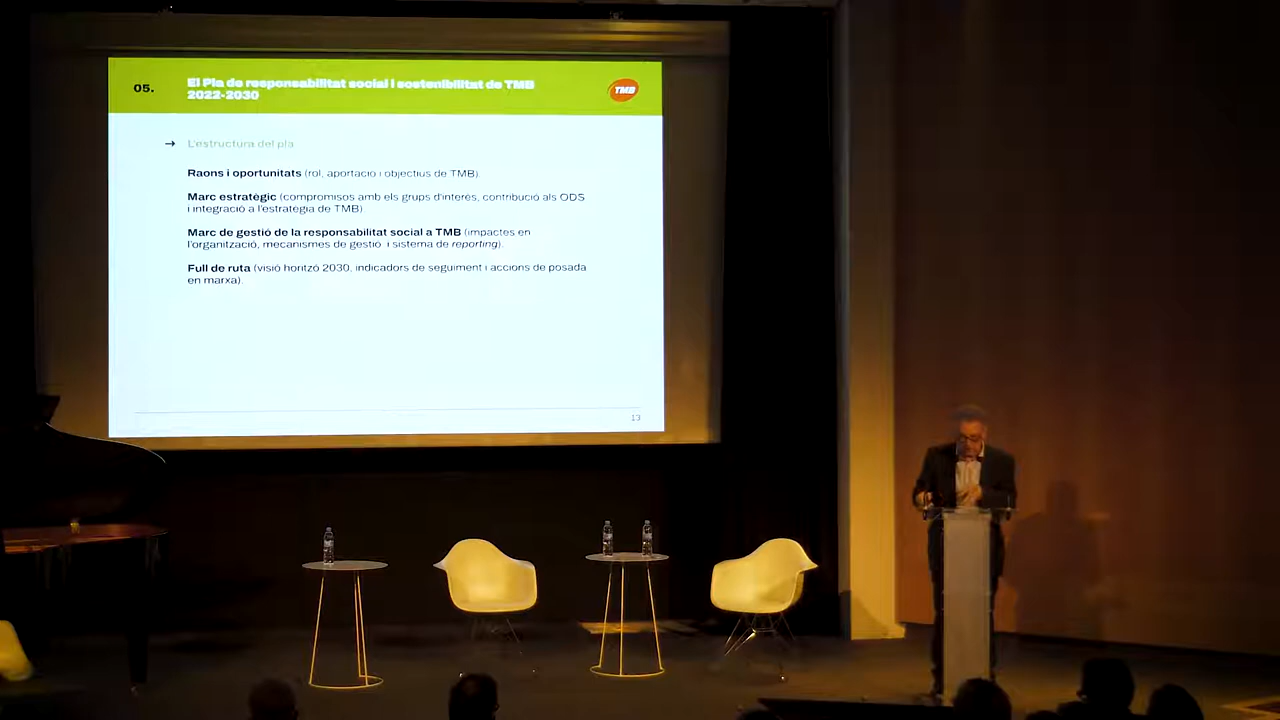 05.
El Pla de responsabilitat social i sostenibilitat de TMB
2022-2030
TMB
→ L'estructura del pla
Raons i oportunitats (rol, aportació i objectius de TMB).
Marc estratègic (compromisos amb els grups d'interès, contribució als ODS
i integració a l'estratègia de TMB).
Marc de gestió de la responsabilitat social a TMB (impactes en
l'organització, mecanismes de gestió i sistema de reporting).
Full de ruta (visió horitzó 2030, indicadors de seguiment i accions de posada
en marxa).
13